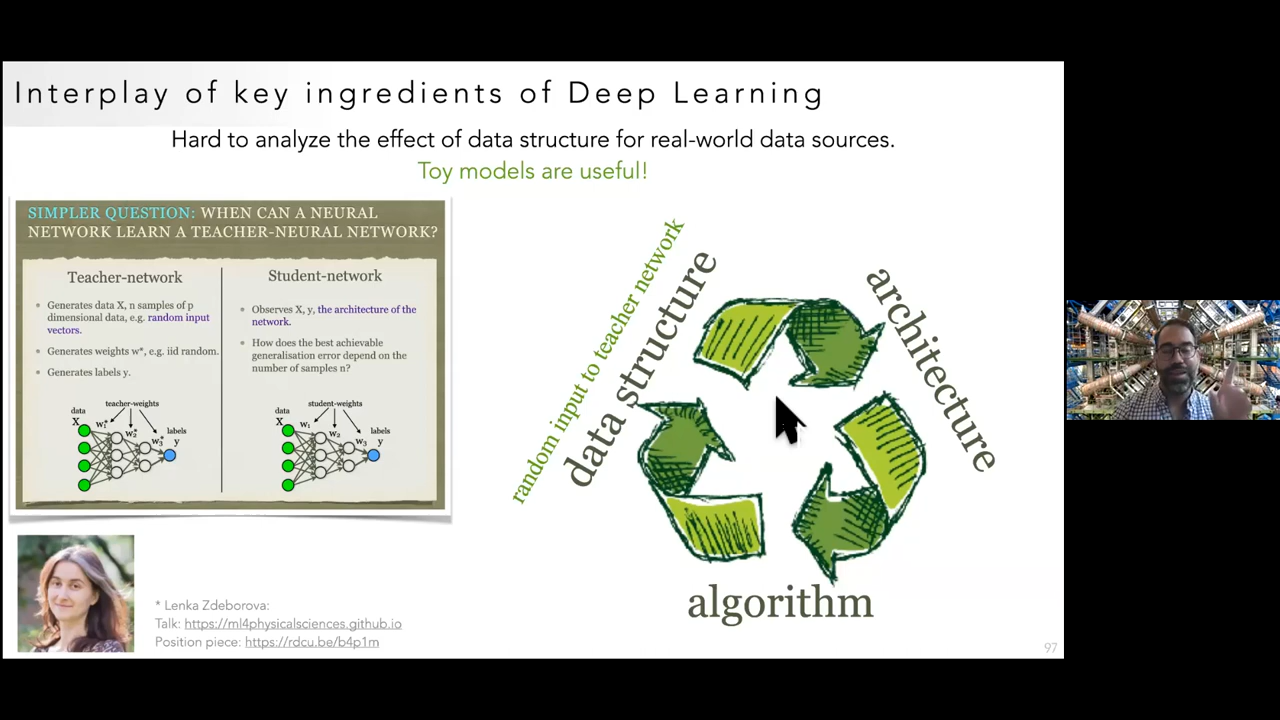 Interplay of key ingredients of Deep Learning
Hard to analyze the effect of data structure for real-world data sources.
Toy models are useful!
SIMPLER QUESTION: WHEN CAN A NEURAL
NETWORK LEARN A TEACHER-NEURAL NETWORK?
Teacher-network
• Generates data X, n samples of p
dimensional data, e.g. random input
vectors.
• Generates weights w*, e.g. iid random.
• Generates labels y.
teacher-weights
data
X
w₁*
w₂*
w₃*
labels
y
Student-network
• Observes X, y, the architecture of the
network.
• How does the best achievable
generalisation error depend on the
number of samples n?
student-weights
data
X
w₁
w₂
w₃
labels
y
random input to teacher network
data structure
architecture
algorithm
* Lenka Zdeborova:
Talk: https://ml4physicalsciences.github.io
Position piece: https://rdcu.be/b4p1m
97